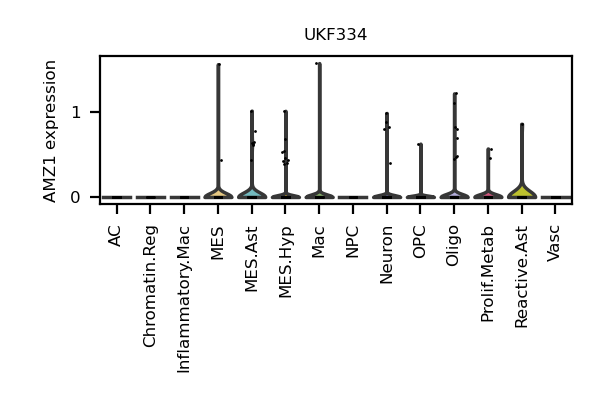 UKF334
AMZ1 expression
1
0
AC
Chromatin.Reg
Inflammatory.Mac
MES
MES.Ast
MES.Hyp
Mac
NPC
Neuron
OPC
Oligo
Prolif.Metab
Reactive.Ast
Vasc